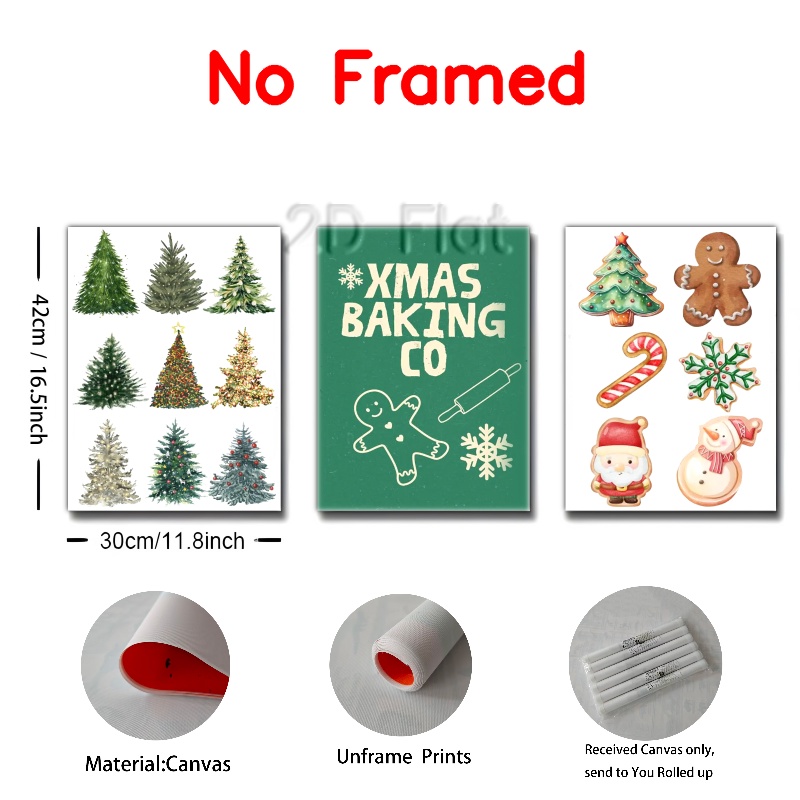 No Framed
2D Flat
42cm / 16.5inch
XMAS
BAKING
CO
30cm/11.8inch
Material:Canvas
Unframe Prints
Received Canvas only,
send to You Rolled up